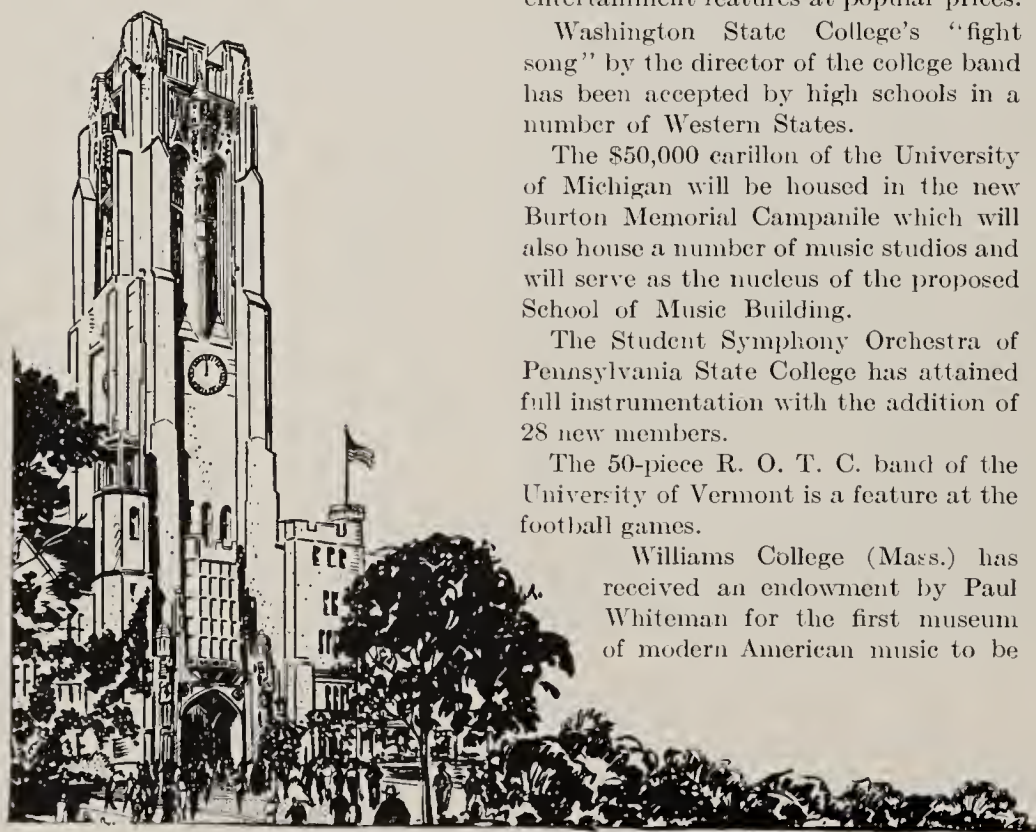 entertainment features at popular prices.
Washington State College's "fight
song" by the director of the college band
has been accepted by high schools in a
number of Western States.
The $50,000 carillon of the University
of Michigan will be housed in the new
Burton Memorial Campanile which will
also house a number of music studios and
will serve as the nucleus of the proposed
School of Music Building.
The Student Symphony Orchestra of
Pennsylvania State College has attained
full instrumentation with the addition of
28 new members.
The 50-piece R. O. T. C. band of the
University of Vermont is a feature at the
football games.
Williams College (Mass.) has
received an endowment by Paul
Whiteman for the first museum
of modern American music to be